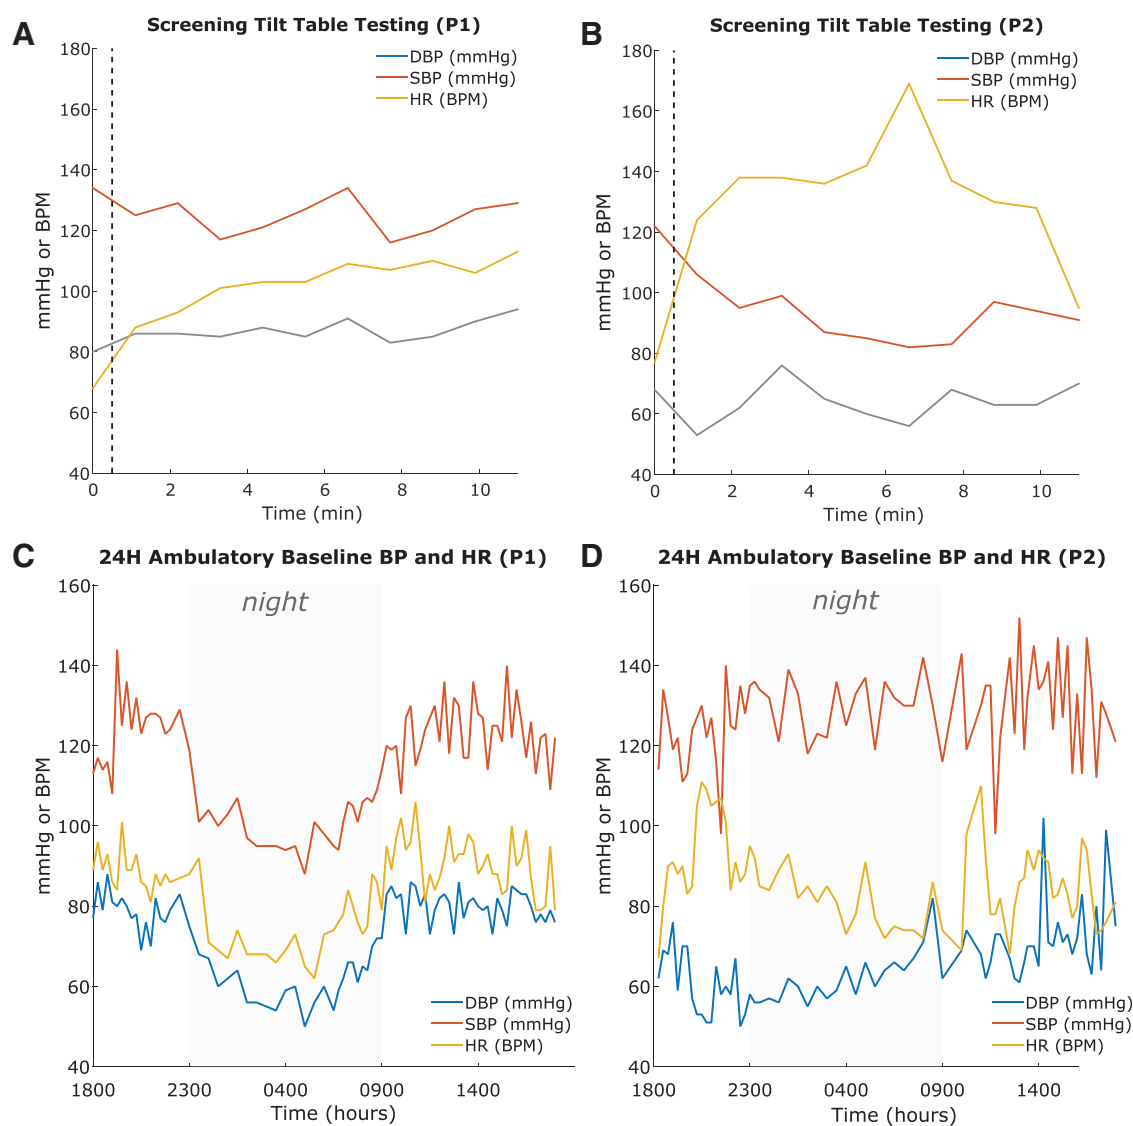 A
Screening Tilt Table Testing (P1)
180
160
140
120
100
80
60
40
0
2
4
6
8
10
mmHg or BPM
Time (min)
DBP (mmHg)
SBP (mmHg)
HR (BPM)
B
Screening Tilt Table Testing (P2)
180
160
140
120
100
80
60
40
0
2
4
6
8
10
mmHg or BPM
Time (min)
DBP (mmHg)
SBP (mmHg)
HR (BPM)
C
24H Ambulatory Baseline BP and HR (P1)
night
160
140
120
100
80
60
40
1800
2300
0400
0900
1400
mmHg or BPM
Time (hours)
DBP (mmHg)
SBP (mmHg)
HR (BPM)
D
24H Ambulatory Baseline BP and HR (P2)
night
160
140
120
100
80
60
40
1800
2300
0400
0900
1400
mmHg or BPM
Time (hours)
DBP (mmHg)
SBP (mmHg)
HR (BPM)